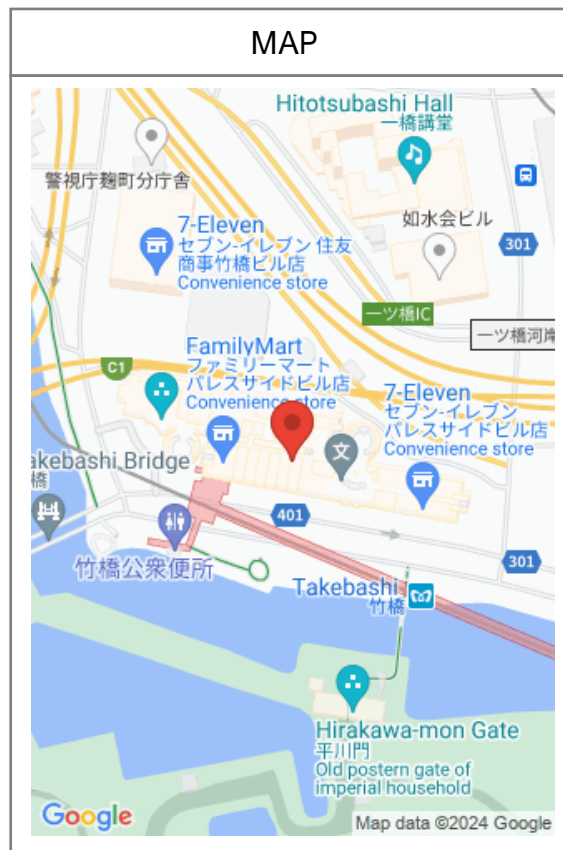 MAP
Hitotsubashi Hall
一橋講堂
警視庁麹町分庁舎
如水会ビル
7-Eleven
セブン-イレブン 住友
商事竹橋ビル店
Convenience store
301
一ツ橋IC
一ツ橋河岸
C1
FamilyMart
ファミリーマート
パレスサイドビル店
Convenience store
7-Eleven
セブン-イレブン
パレスサイドビル店
Convenience store
文
akebashi Bridge
橋
401
竹橋公衆便所
301
Takebashi
竹橋
Hirakawa-mon Gate
平川門
Old postern gate of
imperial household
Google
Map data ©2024 Google